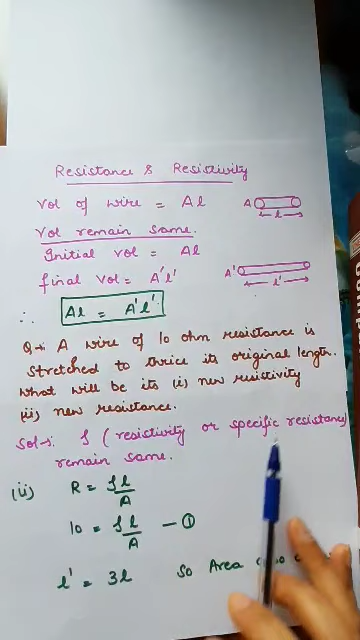 Resistance & Resistivity
Vol of wire = Al
A l
Vol remain same.
Initial vol = Al
final Vol = A'l'
A' l'
∴ Al = A'l'
Q→ A wire of 10 ohm resistance is
stretched to thrice its original length.
What will be its (i) new resistivity
(ii) new resistance.
Sol→ ρ (resistivity or specific resistance)
remain same.
(ii) R = ρl/A
10 = ρl/A — ①
l' = 3l so Area